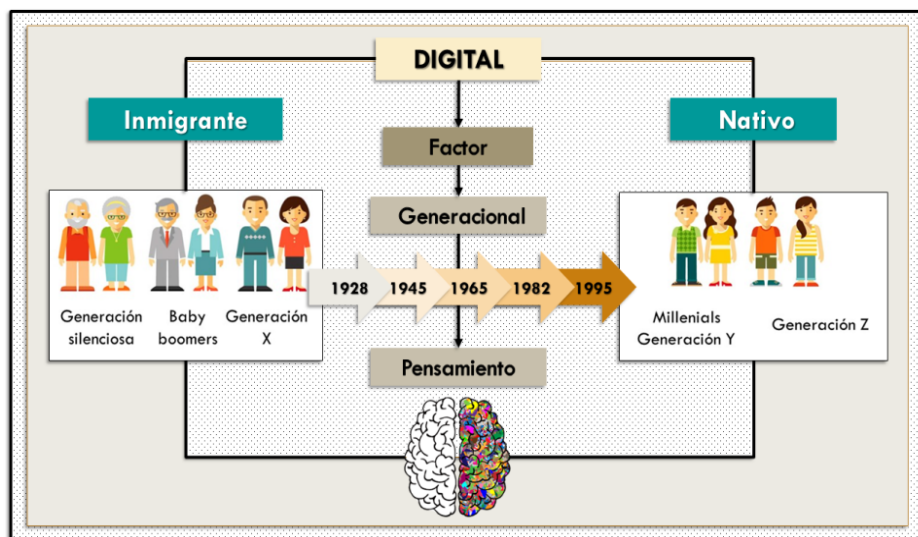 DIGITAL
Inmigrante
Nativo
Factor
Generacional
1928
1945
1965
1982
1995
Generación
silenciosa
Baby
boomers
Generación
X
Millenials
Generación Y
Generación Z
Pensamiento